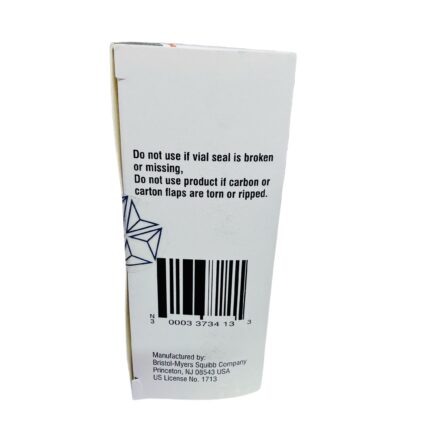 Do not use if vial seal is broken
or missing,
Do not use product if carbon or
carton flaps are torn or ripped.
N
3 0003 3734 13 3
Manufactured by:
Bristol-Myers Squibb Company
Princeton, NJ 08543 USA
US License No. 1713